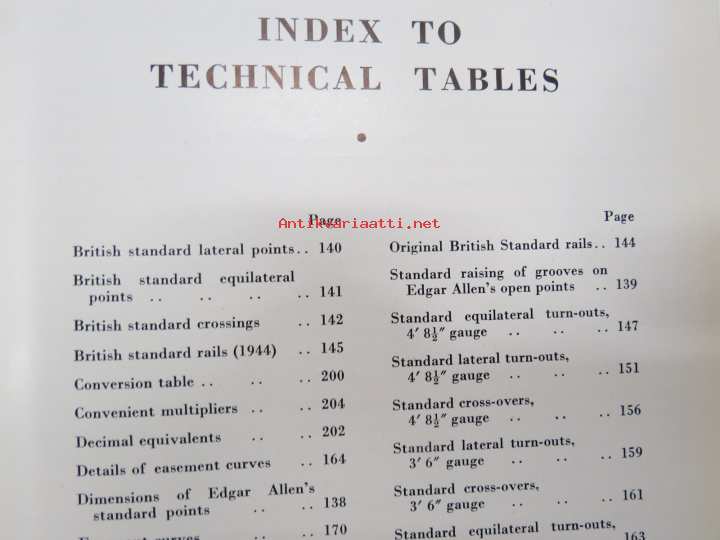 INDEX TO
TECHNICAL TABLES
Page
British standard lateral points.. 140
British standard equilateral
points .. .. .. .. 141
British standard crossings .. 142
British standard rails (1944) .. 145
Conversion table .. .. .. 200
Convenient multipliers .. .. 204
Decimal equivalents .. .. 202
Details of easement curves .. 164
Dimensions of Edgar Allen's
standard points .. .. 138
curves .. .. 170
Page
Original British Standard rails.. 144
Standard raising of grooves on
Edgar Allen's open points .. 139
Standard equilateral turn-outs,
4′ 8½″ gauge .. .. .. 147
Standard lateral turn-outs,
4′ 8½″ gauge .. .. .. 151
Standard cross-overs,
4′ 8½″ gauge .. .. .. 156
Standard lateral turn-outs,
3′ 6″ gauge .. .. .. 159
Standard cross-overs,
3′ 6″ gauge .. .. .. 161
Standard equilateral turn-outs,
163
Antikvariaatti.net